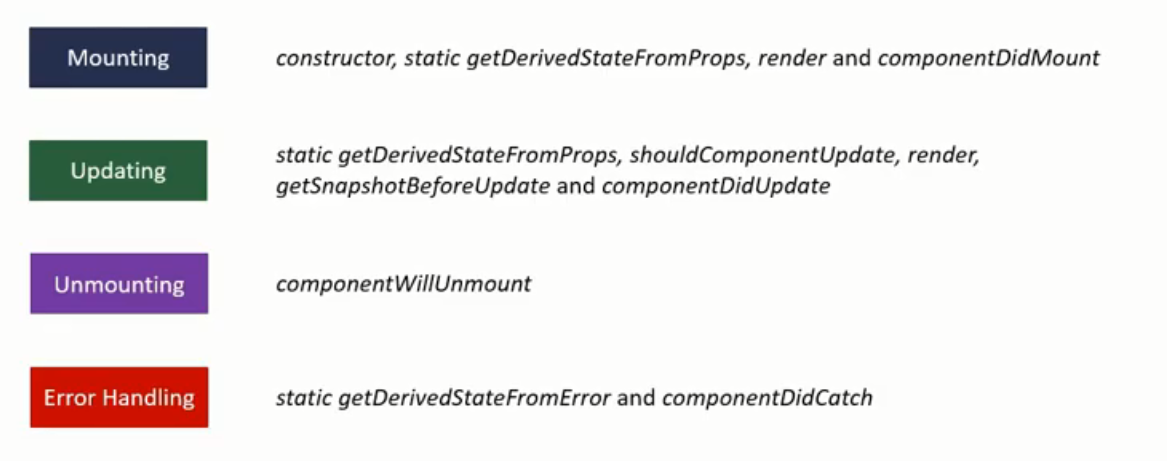 Mounting
constructor, static getDerivedStateFromProps, render and componentDidMount
Updating
static getDerivedStateFromProps, shouldComponentUpdate, render,
getSnapshotBeforeUpdate and componentDidUpdate
Unmounting
componentWillUnmount
Error Handling
static getDerivedStateFromError and componentDidCatch